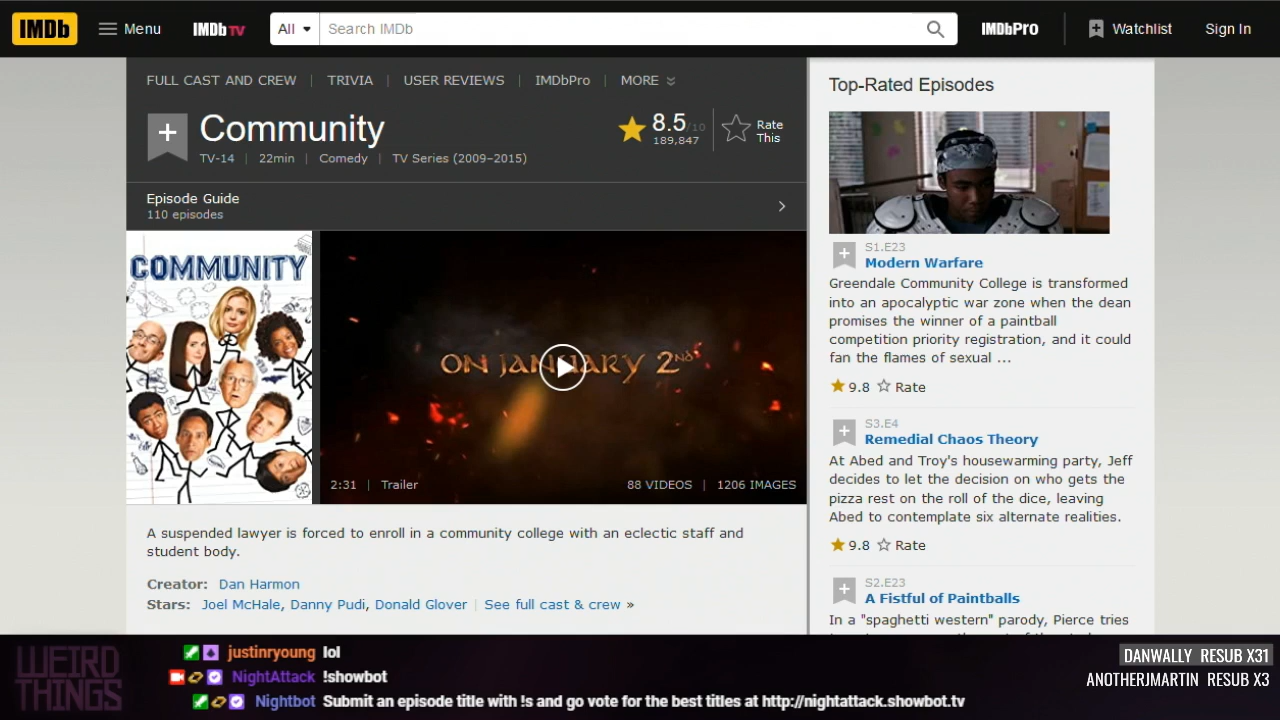 IMDb
Menu
IMDb TV
All
Search IMDb
IMDbPro
Watchlist
Sign In
FULL CAST AND CREW | TRIVIA | USER REVIEWS | IMDbPro | MORE
Community
8.5/10
189,847
Rate This
TV-14 | 22min | Comedy | TV Series (2009–2015)
Episode Guide
110 episodes
COMMUNITY
ON JANUARY 2nd
2:31 | Trailer
88 VIDEOS | 1206 IMAGES
A suspended lawyer is forced to enroll in a community college with an eclectic staff and
student body.
Creator: Dan Harmon
Stars: Joel McHale, Danny Pudi, Donald Glover | See full cast & crew »
Top-Rated Episodes
S1.E23
Modern Warfare
Greendale Community College is transformed
into an apocalyptic war zone when the dean
promises the winner of a paintball
competition priority registration, and it could
fan the flames of sexual ...
9.8 Rate
S3.E4
Remedial Chaos Theory
At Abed and Troy's housewarming party, Jeff
decides to let the decision on who gets the
pizza rest on the roll of the dice, leaving
Abed to contemplate six alternate realities.
9.8 Rate
S2.E23
A Fistful of Paintballs
In a "spaghetti western" parody, Pierce tries
WEIRD
THINGS
justinryoung lol
NightAttack !showbot
Nightbot Submit an episode title with !s and go vote for the best titles at http://nightattack.showbot.tv
DANWALLY RESUB X31
ANOTHERJMARTIN RESUB X3